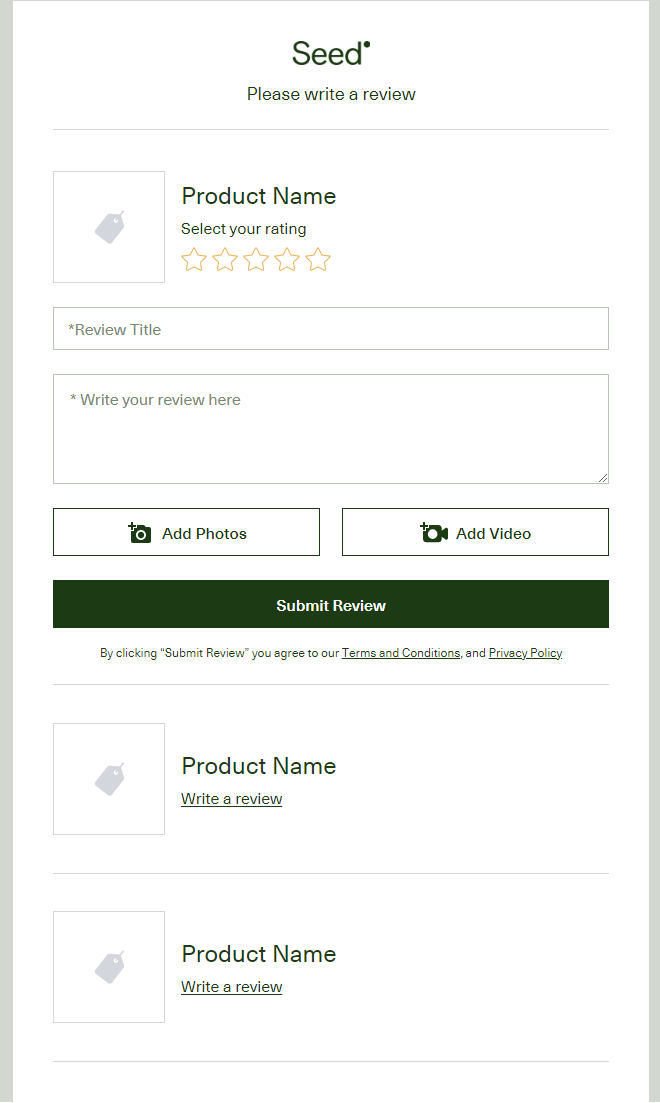 Seed
Please write a review
Product Name
Select your rating
*Review Title
* Write your review here
Add Photos
Add Video
Submit Review
By clicking “Submit Review” you agree to our Terms and Conditions, and Privacy Policy
Product Name
Write a review
Product Name
Write a review